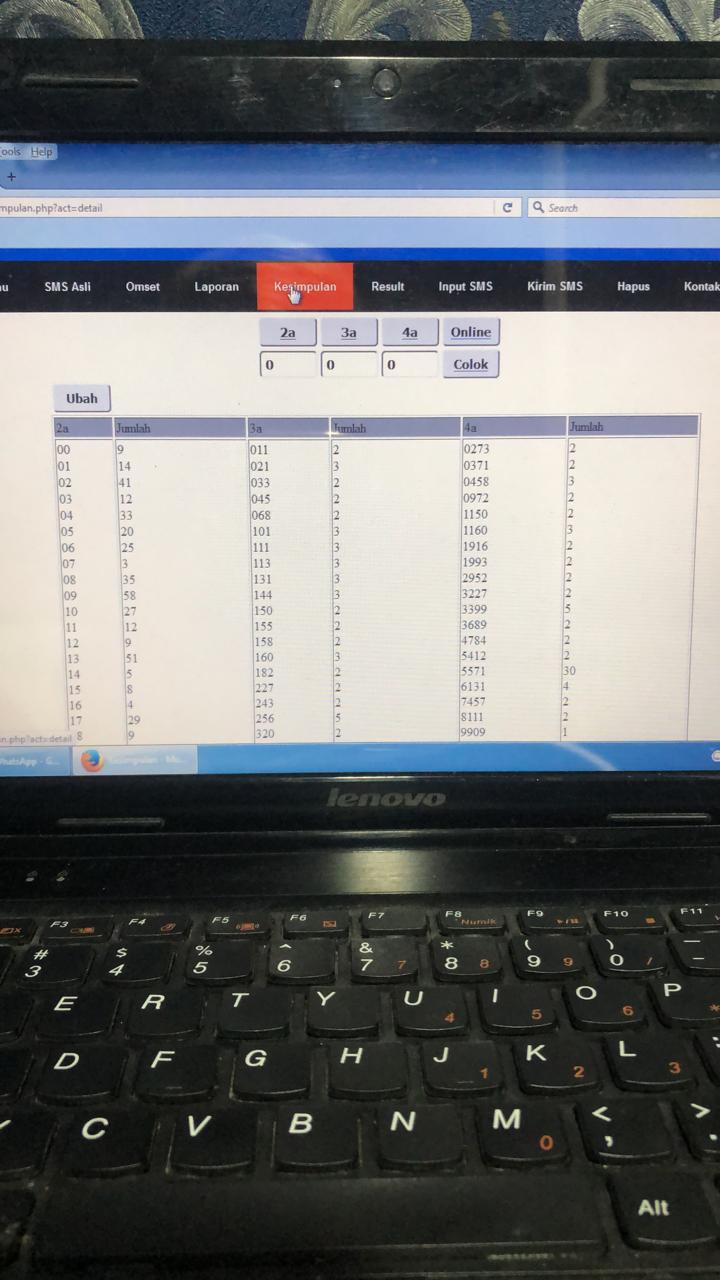 ools Help
+
mpulan.php?act=detail Search
SMS Asli Omset Laporan Kesimpulan Result Input SMS Kirim SMS Hapus Kontak
2a 3a 4a Online
0 0 0 Colok
Ubah
2a Jumlah 3a Jumlah 4a Jumlah
00 9 011 2 0273 2
01 14 021 3 0371 2
02 41 033 2 0458 3
03 12 045 2 0972 2
04 33 068 2 1150 2
05 20 101 3 1160 3
06 25 111 3 1916 2
07 3 113 3 1993 2
08 35 131 3 2952 2
09 58 144 3 3227 2
10 27 150 2 3399 5
11 12 155 2 3689 2
12 9 158 2 4784 2
13 51 160 3 5412 2
14 5 182 2 5571 30
15 8 227 2 6131 4
16 4 243 2 7457 2
17 29 256 5 8111 2
n.php?act=detail 8 9 320 2 9909 1
hatsApp - G... Kesimpulan - Mo...
lenovo
F3 F4 F5 F6 F7 F8 Numlk F9 F10 F11
# $ % ^ & * ( ) —
3 4 5 6 7 7 8 8 9 9 0 / -
E R T Y U 4 I 5 O 6 P *
D F G H J 1 K 2 L 3
C V B N M 0 < , > .
Alt